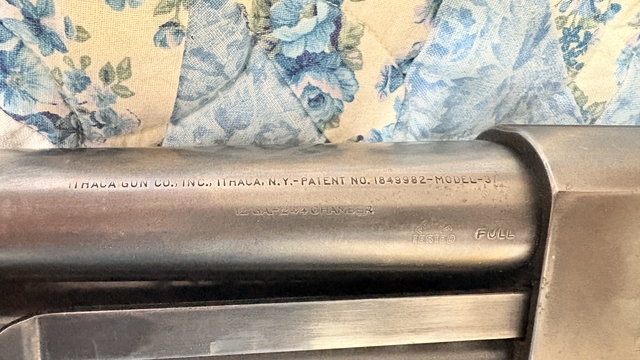 ITHACA GUN CO., INC., ITHACA, N.Y.-PATENT NO. 1849982-MODEL-37
12 GA-2¾ CHAMBER
FULL